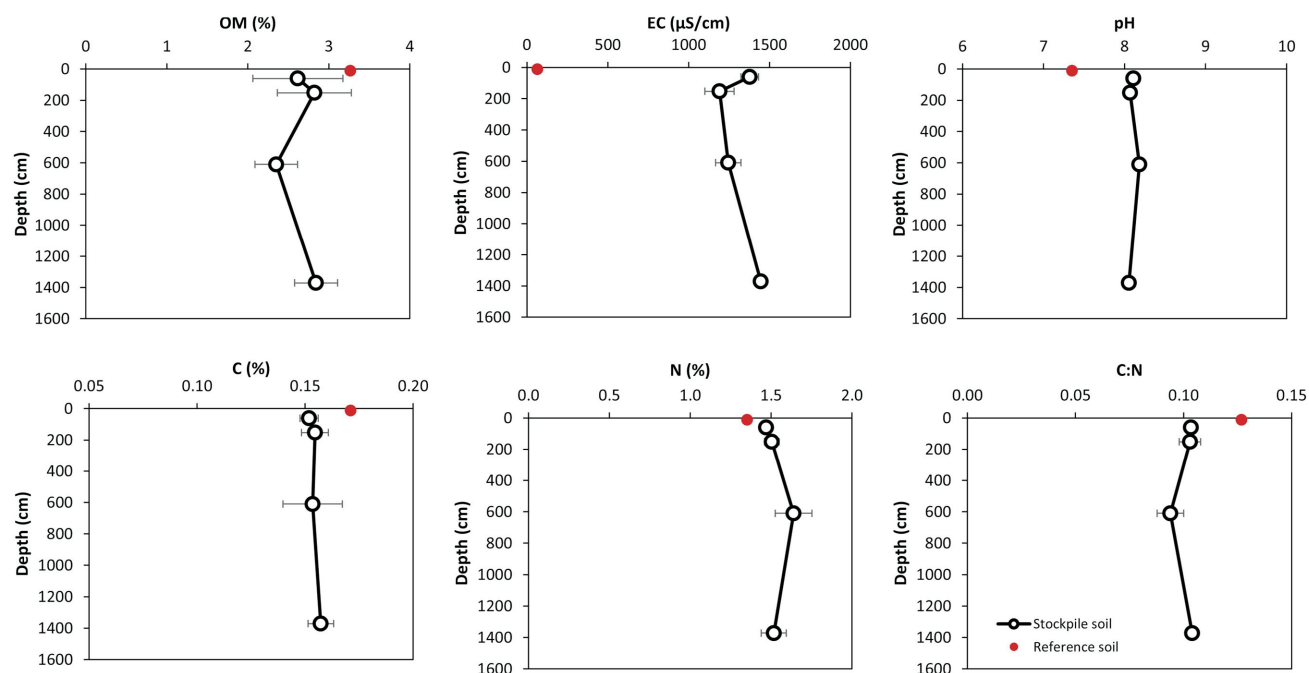 OM (%)
0 1 2 3 4
0
200
400
600
800
1000
1200
1400
1600
Depth (cm)
EC (µS/cm)
0 500 1000 1500 2000
0
200
400
600
800
1000
1200
1400
1600
Depth (cm)
pH
6 7 8 9 10
0
200
400
600
800
1000
1200
1400
1600
Depth (cm)
C (%)
0.05 0.10 0.15 0.20
0
200
400
600
800
1000
1200
1400
1600
Depth (cm)
N (%)
0.0 0.5 1.0 1.5 2.0
0
200
400
600
800
1000
1200
1400
1600
Depth (cm)
C:N
0.00 0.05 0.10 0.15
0
200
400
600
800
1000
1200
1400
1600
Depth (cm)
Stockpile soil
Reference soil